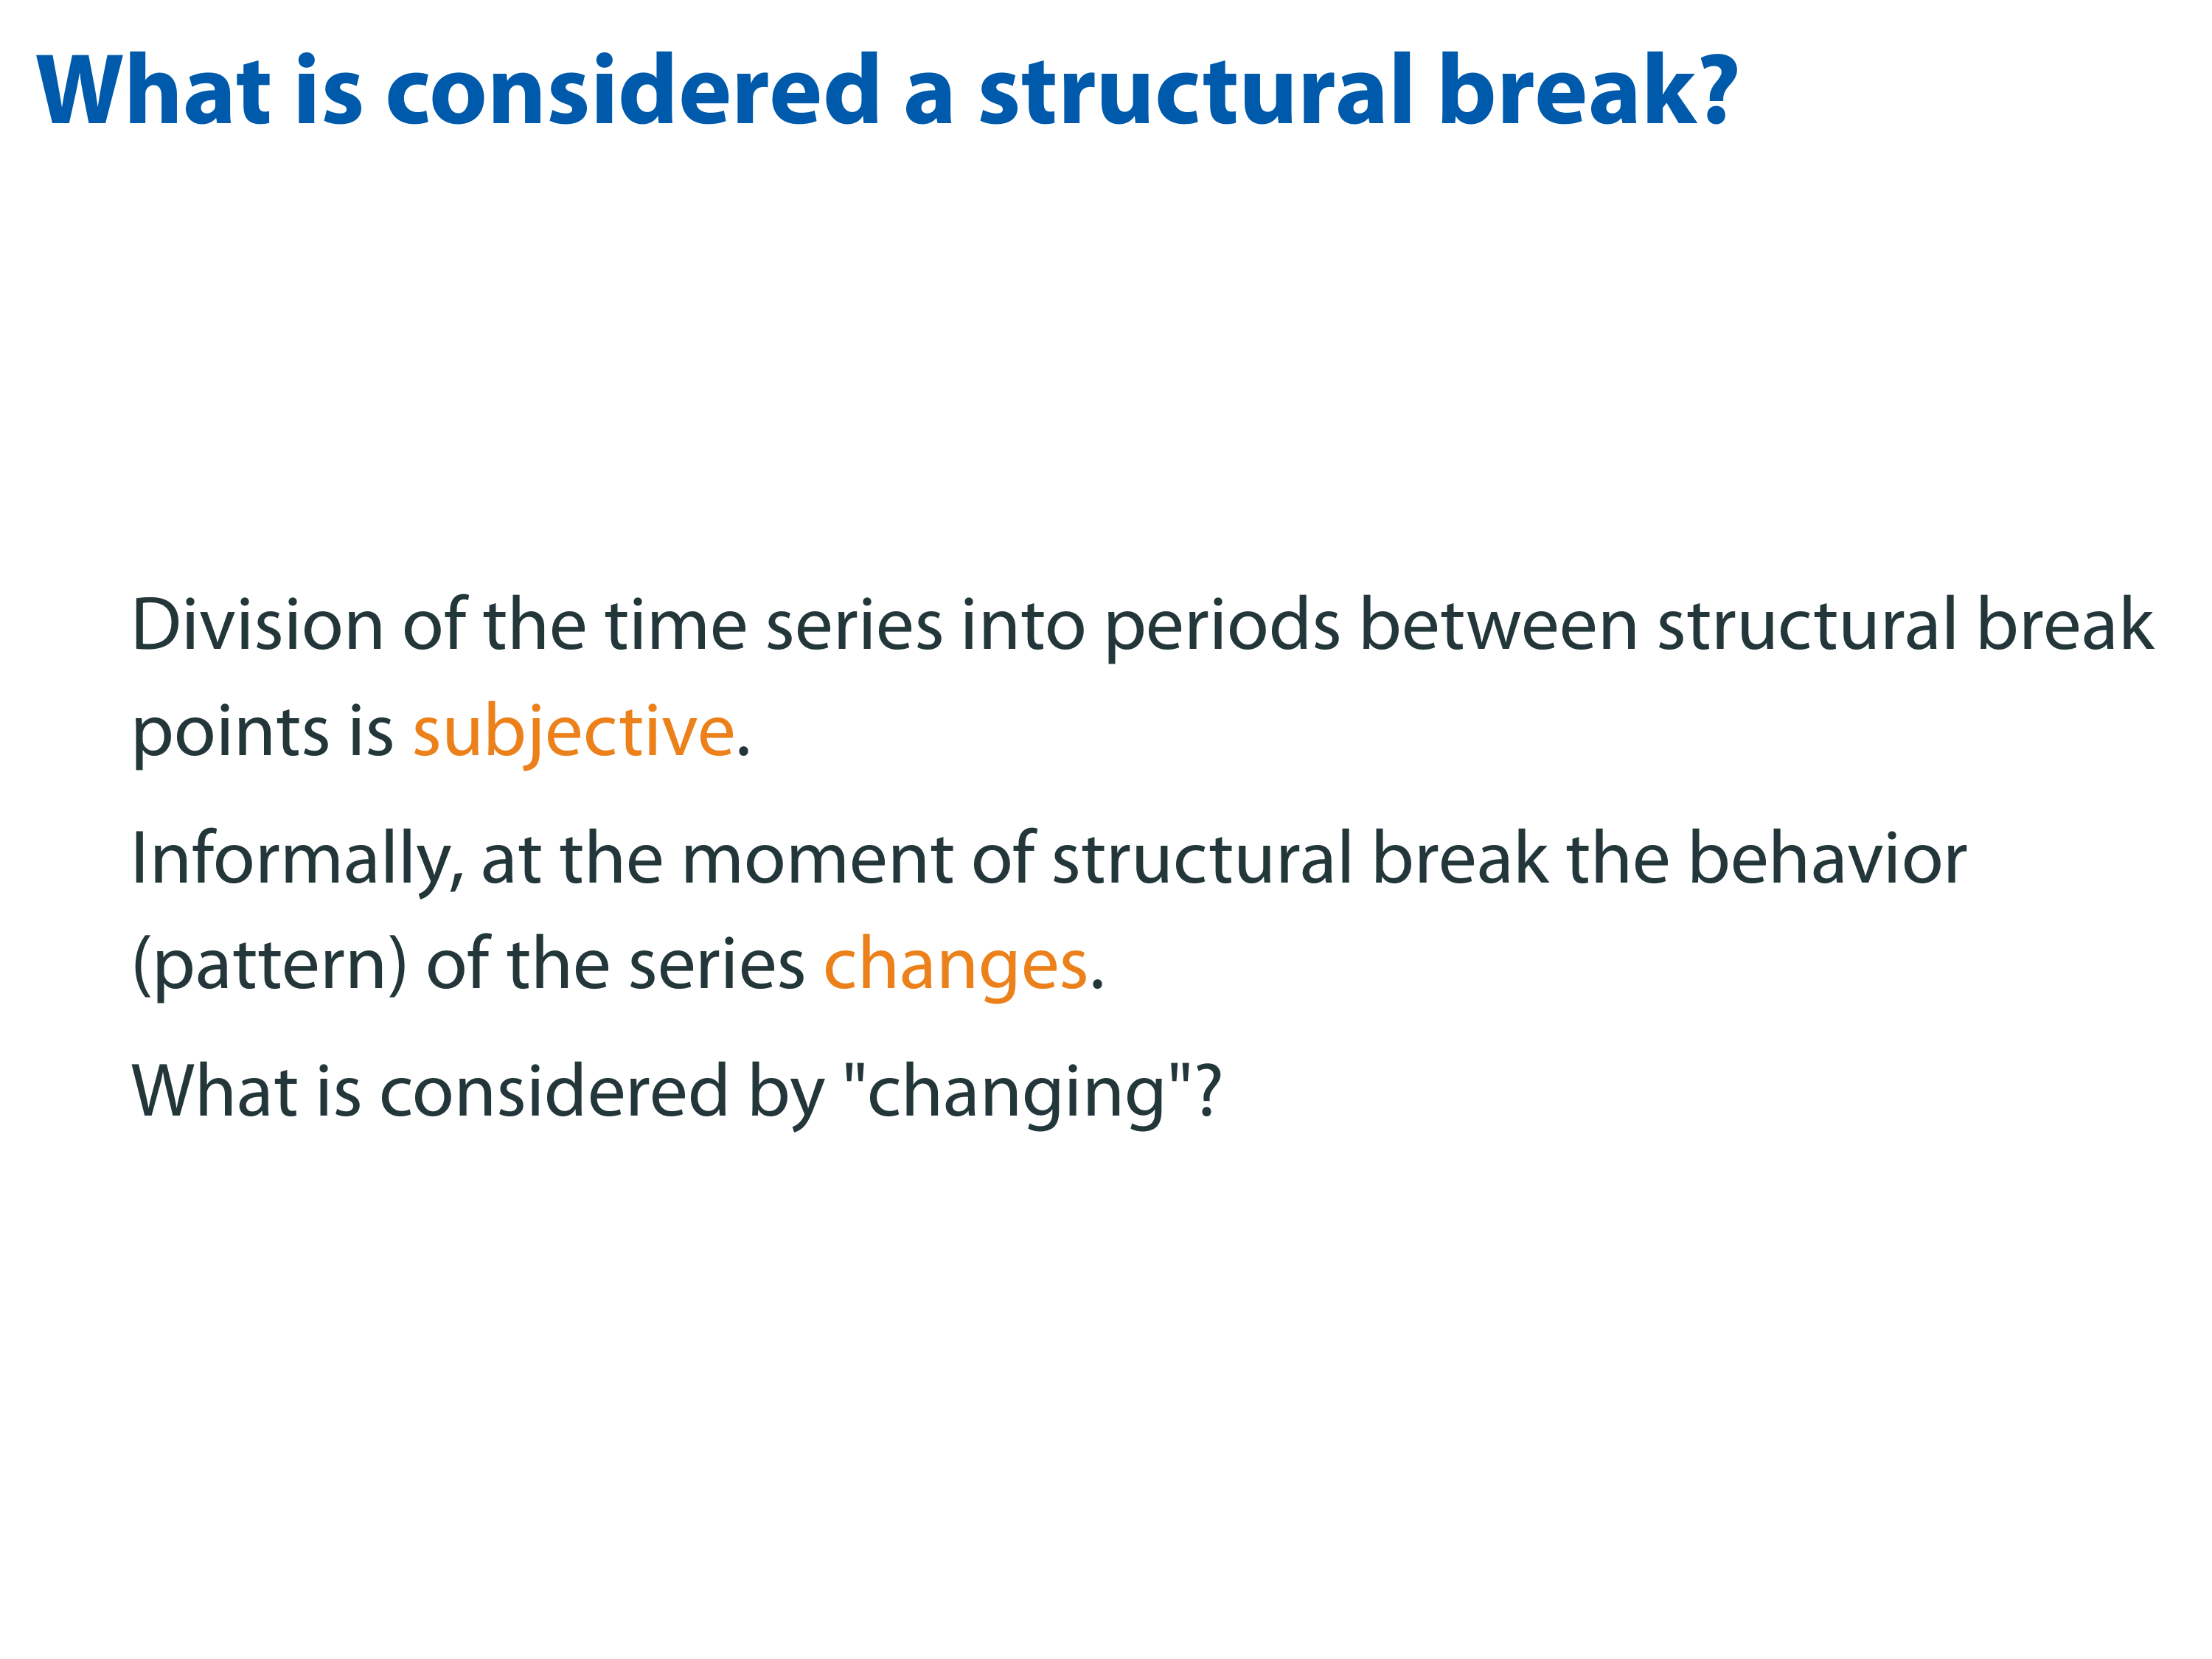 What is considered a structural break?
Division of the time series into periods between structural break
points is subjective.
Informally, at the moment of structural break the behavior
(pattern) of the series changes.
What is considered by "changing"?